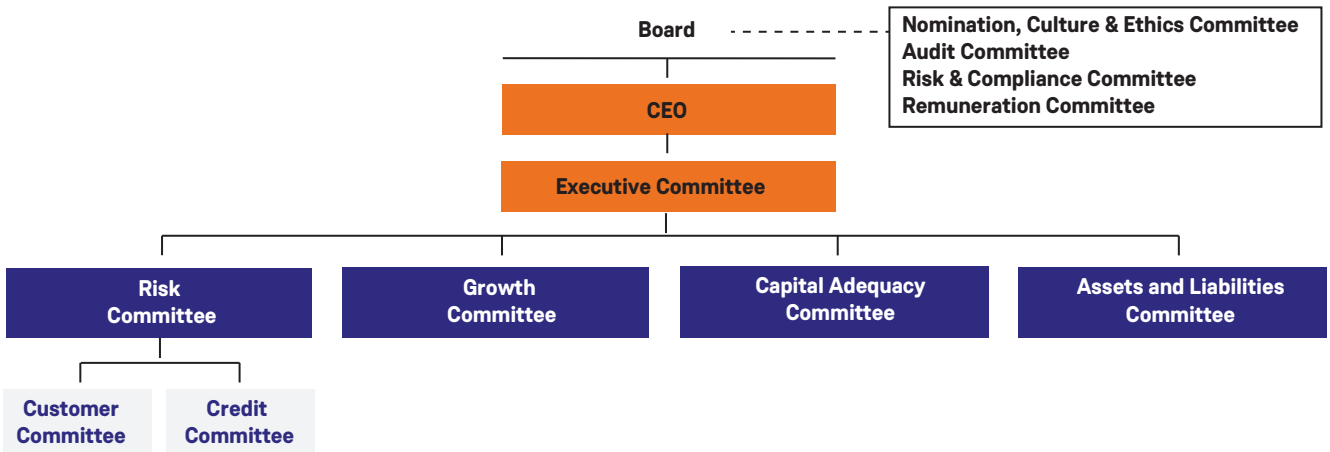 Board
Nomination, Culture & Ethics Committee
Audit Committee
Risk & Compliance Committee
Remuneration Committee
CEO
Executive Committee
Risk
Committee
Growth
Committee
Capital Adequacy
Committee
Assets and Liabilities
Committee
Customer
Committee
Credit
Committee